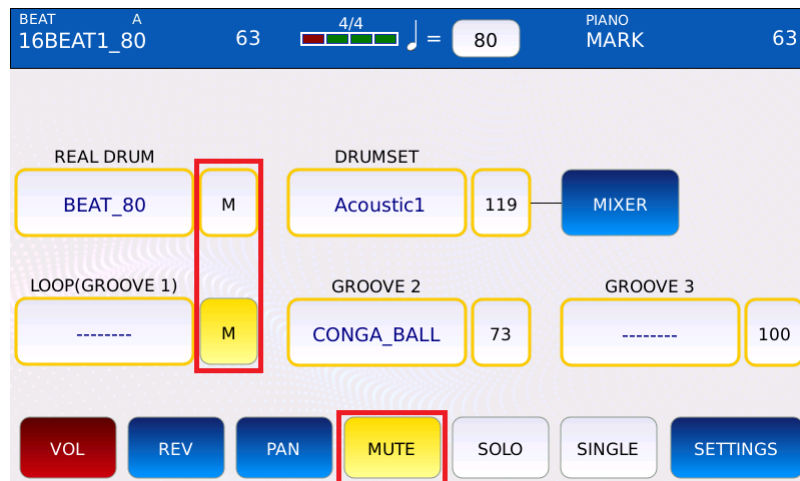 BEAT A 4/4 PIANO
16BEAT1_80 63 = 80 MARK 63
REAL DRUM DRUMSET
BEAT_80 M Acoustic1 119 MIXER
LOOP(GROOVE 1) GROOVE 2 GROOVE 3
-------- M CONGA_BALL 73 -------- 100
VOL REV PAN MUTE SOLO SINGLE SETTINGS